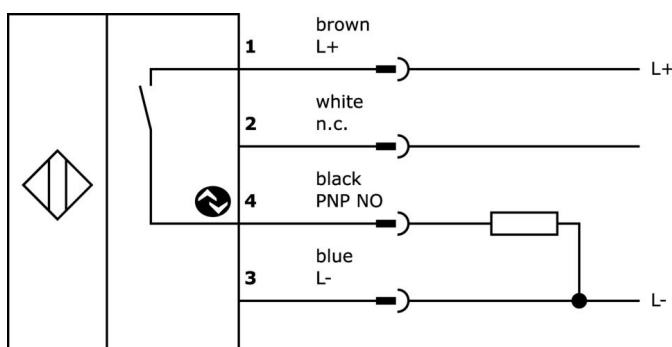 brown
1 L+ L+
white
2 n.c.
black
4 PNP NO
blue
3 L- L-